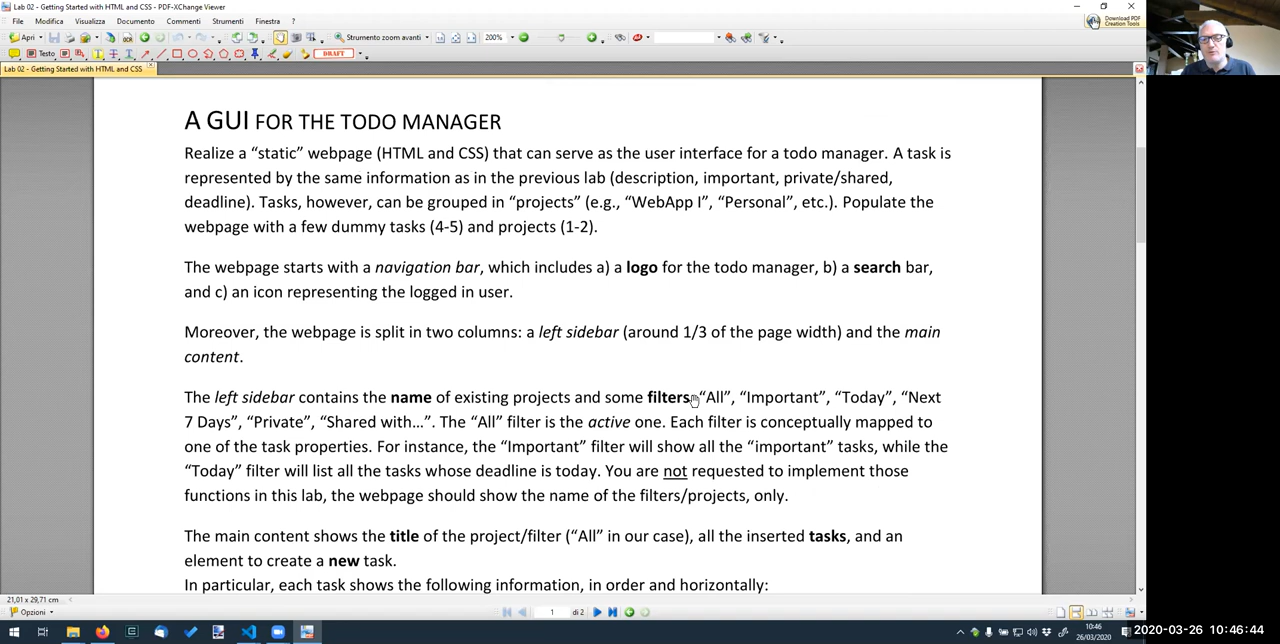 Lab 02 - Getting Started with HTML and CSS - PDF-XChange Viewer
File Modifica Visualizza Documento Commenti Strumenti Finestra ?
Download PDF
Creation Tools
Apri OCR Strumento zoom avanti 200%
Testo DRAFT
Lab 02 - Getting Started with HTML and CSS
A GUI FOR THE TODO MANAGER
Realize a “static” webpage (HTML and CSS) that can serve as the user interface for a todo manager. A task is
represented by the same information as in the previous lab (description, important, private/shared,
deadline). Tasks, however, can be grouped in “projects” (e.g., “WebApp I”, “Personal”, etc.). Populate the
webpage with a few dummy tasks (4-5) and projects (1-2).
The webpage starts with a navigation bar, which includes a) a logo for the todo manager, b) a search bar,
and c) an icon representing the logged in user.
Moreover, the webpage is split in two columns: a left sidebar (around 1/3 of the page width) and the main
content.
The left sidebar contains the name of existing projects and some filters “All”, “Important”, “Today”, “Next
7 Days”, “Private”, “Shared with…”. The “All” filter is the active one. Each filter is conceptually mapped to
one of the task properties. For instance, the “Important” filter will show all the “important” tasks, while the
“Today” filter will list all the tasks whose deadline is today. You are not requested to implement those
functions in this lab, the webpage should show the name of the filters/projects, only.
The main content shows the title of the project/filter (“All” in our case), all the inserted tasks, and an
element to create a new task.
In particular, each task shows the following information, in order and horizontally:
21,01 x 29,71 cm
Opzioni 1 di 2
10:46
26/03/2020
2020-03-26 10:46:44